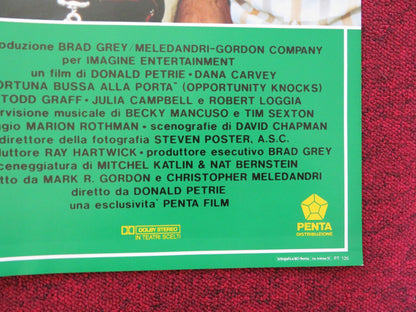 oduzione BRAD GREY/MELEDANDRI-GORDON COMPANY
per IMAGINE ENTERTAINMENT
un film di DONALD PETRIE • DANA CARVEY
ORTUNA BUSSA ALLA PORTA" (OPPORTUNITY KNOCKS)
TODD GRAFF • JULIA CAMPBELL e ROBERT LOGGIA
rvisione musicale di BECKY MANCUSO e TIM SEXTON
ggio MARION ROTHMAN • scenografie di DAVID CHAPMAN
direttore della fotografia STEVEN POSTER, A.S.C.
duttore RAY HARTWICK • produttore esecutivo BRAD GREY
ceneggiatura di MITCHEL KATLIN & NAT BERNSTEIN
tto da MARK R. GORDON e CHRISTOPHER MELEDANDRI
diretto da DONALD PETRIE
una esclusività PENTA FILM
DOLBY STEREO
IN TEATRI SCELTI
PENTA
DISTRIBUZIONE
PT 126